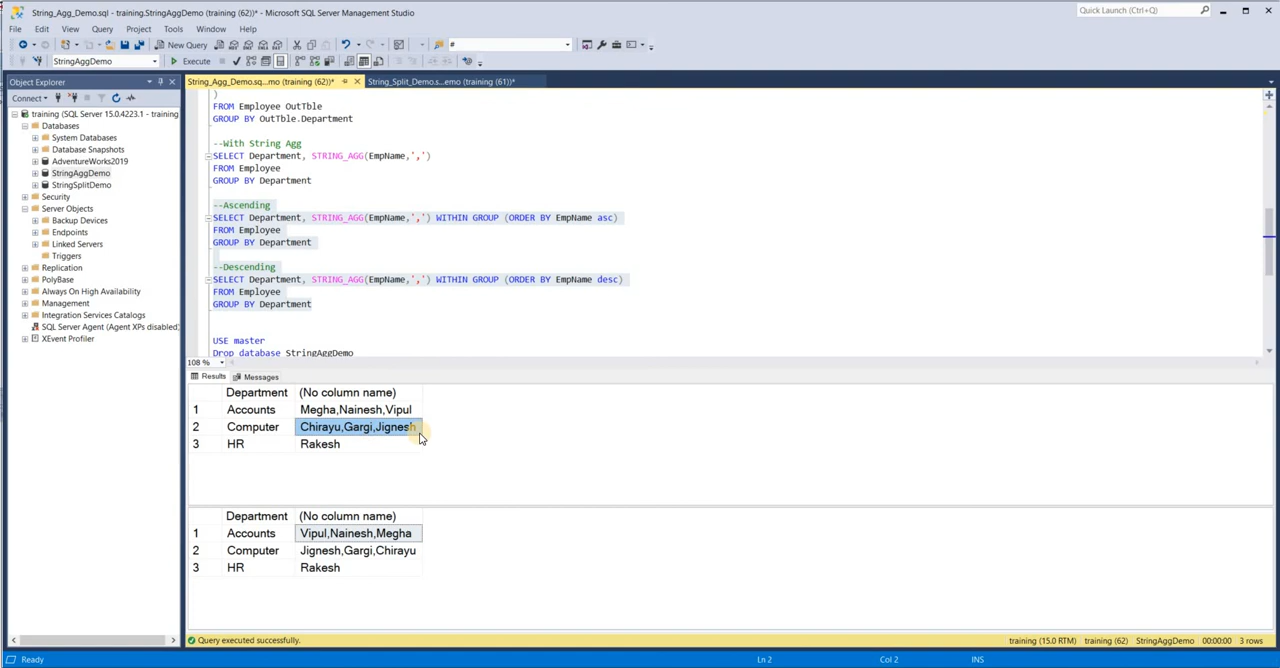 String_Agg_Demo.sql - training.StringAggDemo (training (62))* - Microsoft SQL Server Management Studio
Quick Launch (Ctrl+Q)
File Edit View Query Project Tools Window Help
New Query
#
StringAggDemo
Execute
Object Explorer
String_Agg_Demo.sq...mo (training (62))*
String_Split_Demo.s...emo (training (61))*
Connect
training (SQL Server 15.0.4223.1 - training
Databases
System Databases
Database Snapshots
AdventureWorks2019
StringAggDemo
StringSplitDemo
Security
Server Objects
Backup Devices
Endpoints
Linked Servers
Triggers
Replication
PolyBase
Always On High Availability
Management
Integration Services Catalogs
SQL Server Agent (Agent XPs disabled)
XEvent Profiler
)
FROM Employee OutTble
GROUP BY OutTble.Department
--With String Agg
SELECT Department, STRING_AGG(EmpName,',')
FROM Employee
GROUP BY Department
--Ascending
SELECT Department, STRING_AGG(EmpName,',') WITHIN GROUP (ORDER BY EmpName asc)
FROM Employee
GROUP BY Department
--Descending
SELECT Department, STRING_AGG(EmpName,',') WITHIN GROUP (ORDER BY EmpName desc)
FROM Employee
GROUP BY Department
USE master
Drop database StringAggDemo
108 %
Results Messages
Department (No column name)
1 Accounts Megha,Nainesh,Vipul
2 Computer Chirayu,Gargi,Jignesh
3 HR Rakesh
Department (No column name)
1 Accounts Vipul,Nainesh,Megha
2 Computer Jignesh,Gargi,Chirayu
3 HR Rakesh
Query executed successfully.
training (15.0 RTM) training (62) StringAggDemo 00:00:00 3 rows
Ready
Ln 2 Col 2 INS